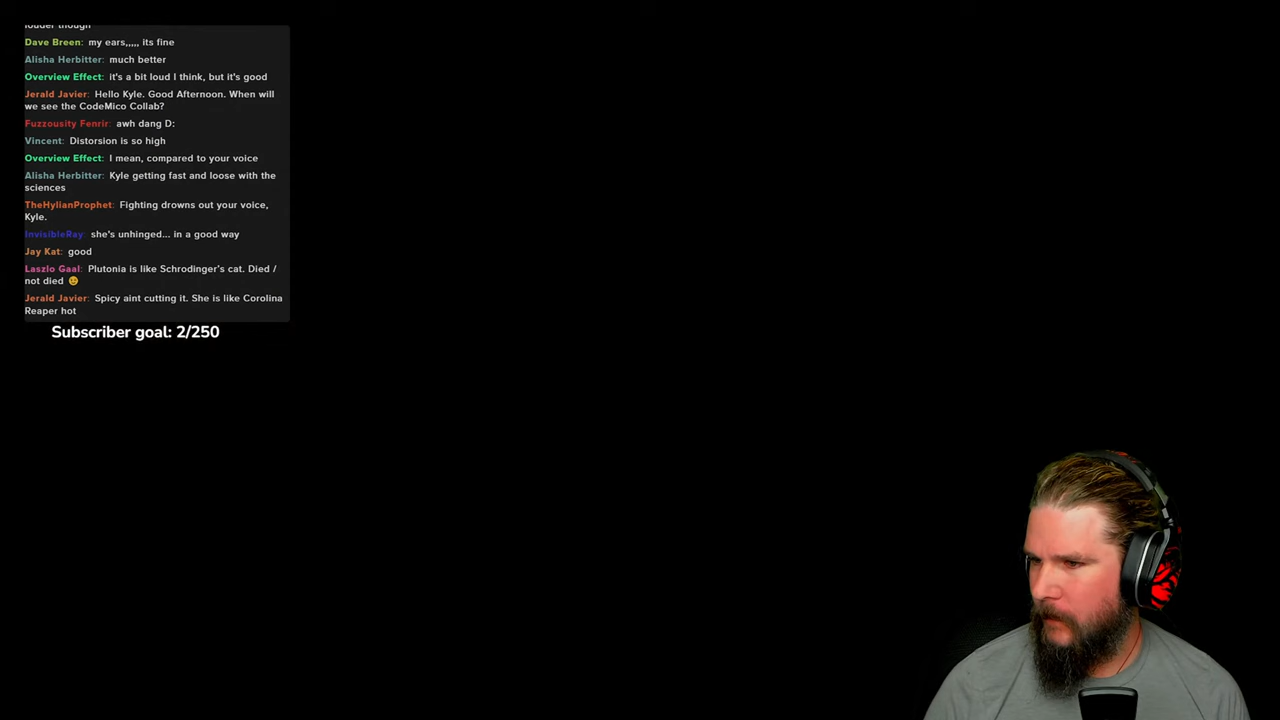 louder though
Dave Breen: my ears,,,,, its fine
Alisha Herbitter: much better
Overview Effect: it's a bit loud I think, but it's good
Jerald Javier: Hello Kyle. Good Afternoon. When will
we see the CodeMico Collab?
Fuzzousity Fenrir: awh dang D:
Vincent: Distorsion is so high
Overview Effect: I mean, compared to your voice
Alisha Herbitter: Kyle getting fast and loose with the
sciences
TheHylianProphet: Fighting drowns out your voice,
Kyle.
InvisibleRay: she's unhinged... in a good way
Jay Kat: good
Laszlo Gaal: Plutonia is like Schrodinger's cat. Died /
not died 😉
Jerald Javier: Spicy aint cutting it. She is like Corolina
Reaper hot
Subscriber goal: 2/250